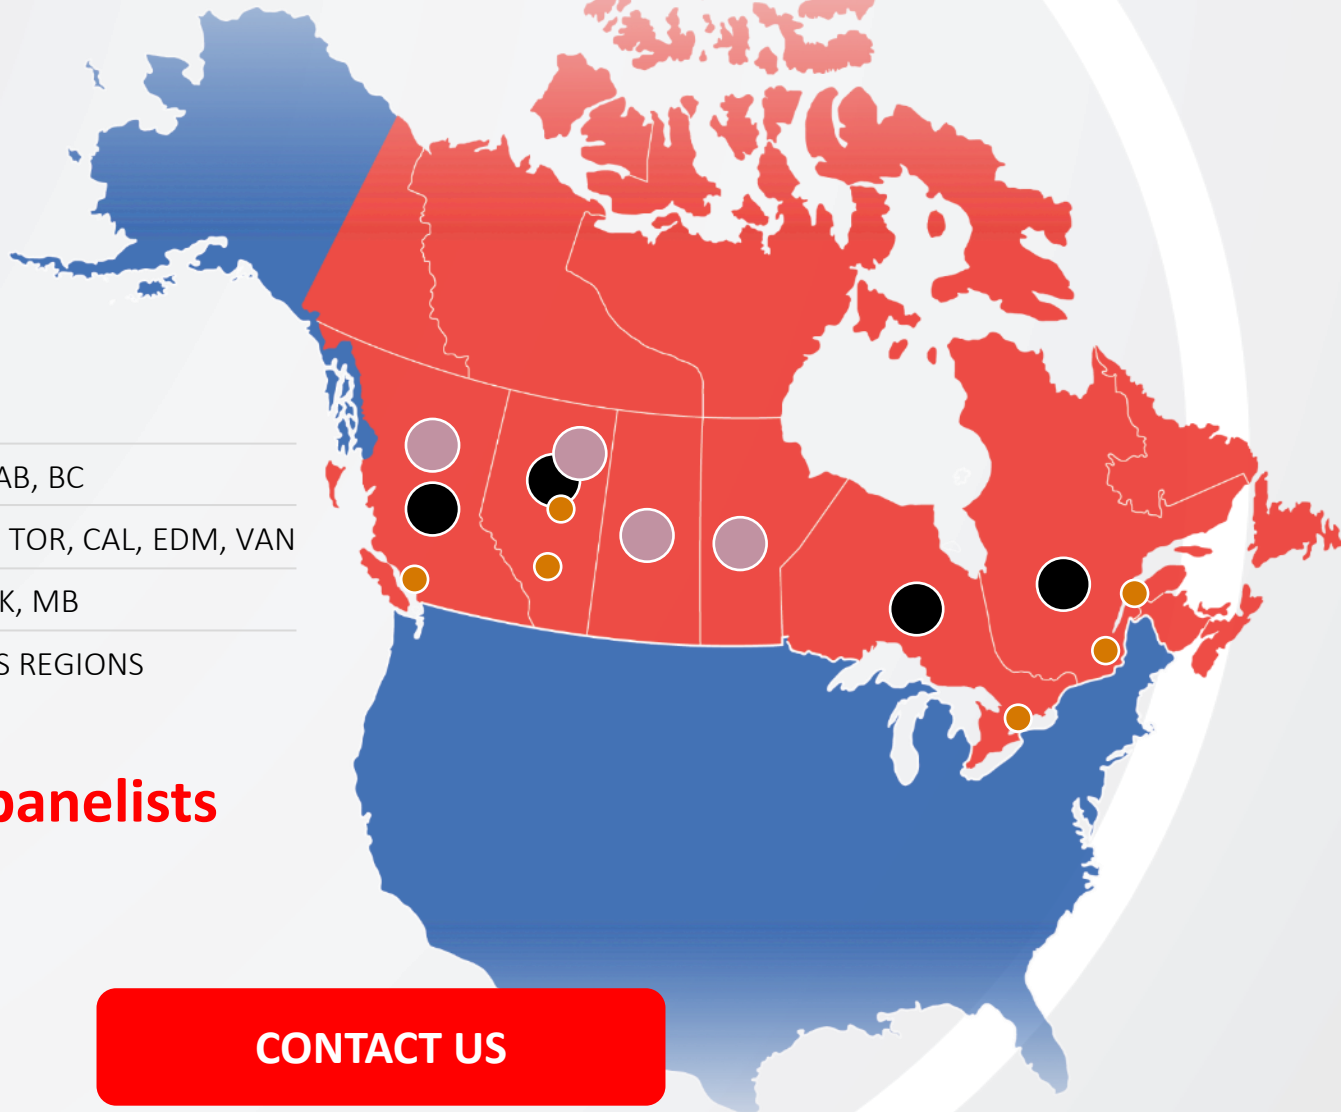 AB, BC
TOR, CAL, EDM, VAN
K, MB
S REGIONS
panelists
CONTACT US